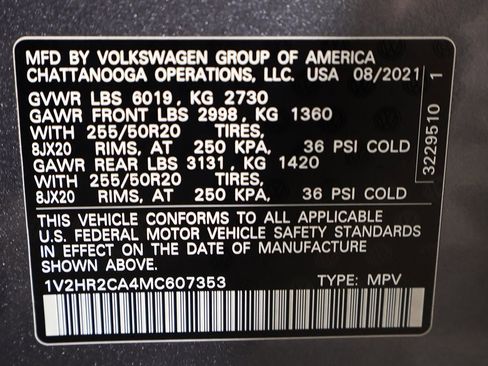 MFD BY VOLKSWAGEN GROUP OF AMERICA
CHATTANOOGA OPERATIONS, LLC. USA 08/2021
GVWR LBS 6019, KG 2730
GAWR FRONT LBS 2998, KG 1360
WITH 255/50R20 TIRES,
8JX20 RIMS, AT 250 KPA, 36 PSI COLD
GAWR REAR LBS 3131, KG 1420
WITH 255/50R20 TIRES,
8JX20 RIMS, AT 250 KPA, 36 PSI COLD
THIS VEHICLE CONFORMS TO ALL APPLICABLE
U.S. FEDERAL MOTOR VEHICLE SAFETY STANDARDS
IN EFFECT ON THE DATE OF MANUFACTURE
SHOWN ABOVE.
1V2HR2CA4MC607353 TYPE: MPV
3229510 1